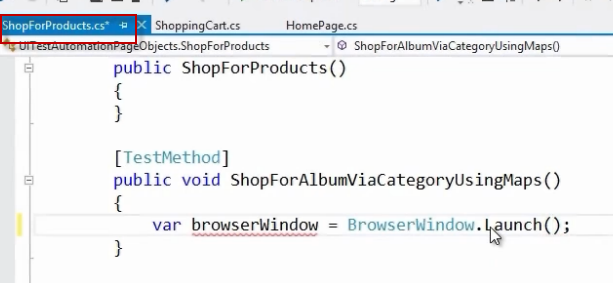 ShopForProducts.cs* ShoppingCart.cs HomePage.cs
UITestAutomationPageObjects.ShopForProducts ShopForAlbumViaCategoryUsingMaps()
public ShopForProducts()
{
}
[TestMethod]
public void ShopForAlbumViaCategoryUsingMaps()
{
var browserWindow = BrowserWindow.Launch();
}